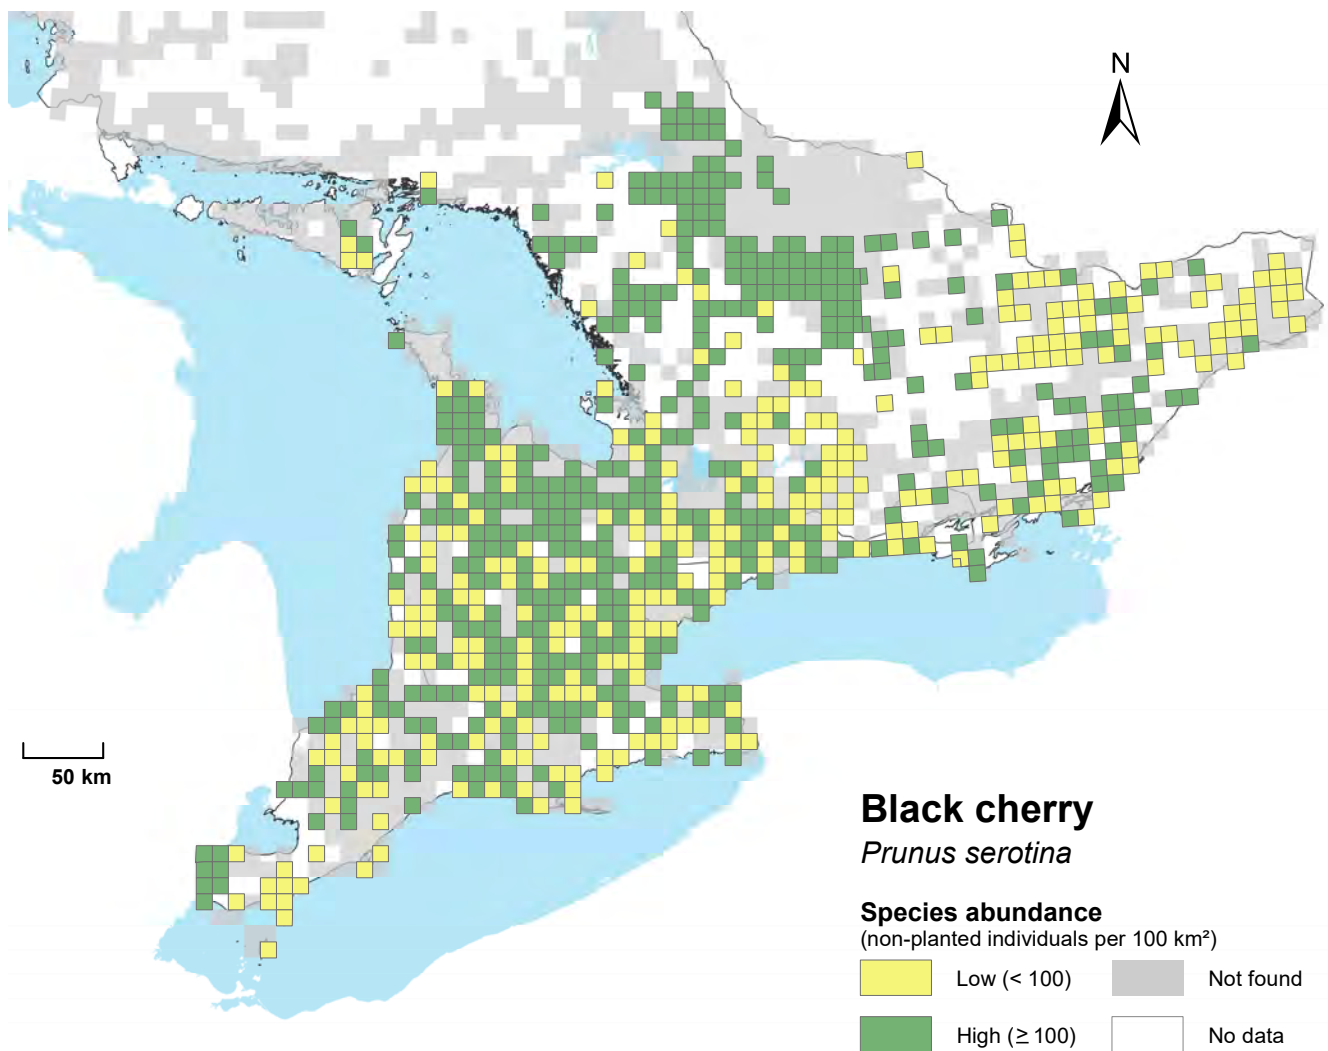 N
50 km
Black cherry
Prunus serotina
Species abundance
(non-planted individuals per 100 km²)
Low (< 100)
Not found
High (≥ 100)
No data